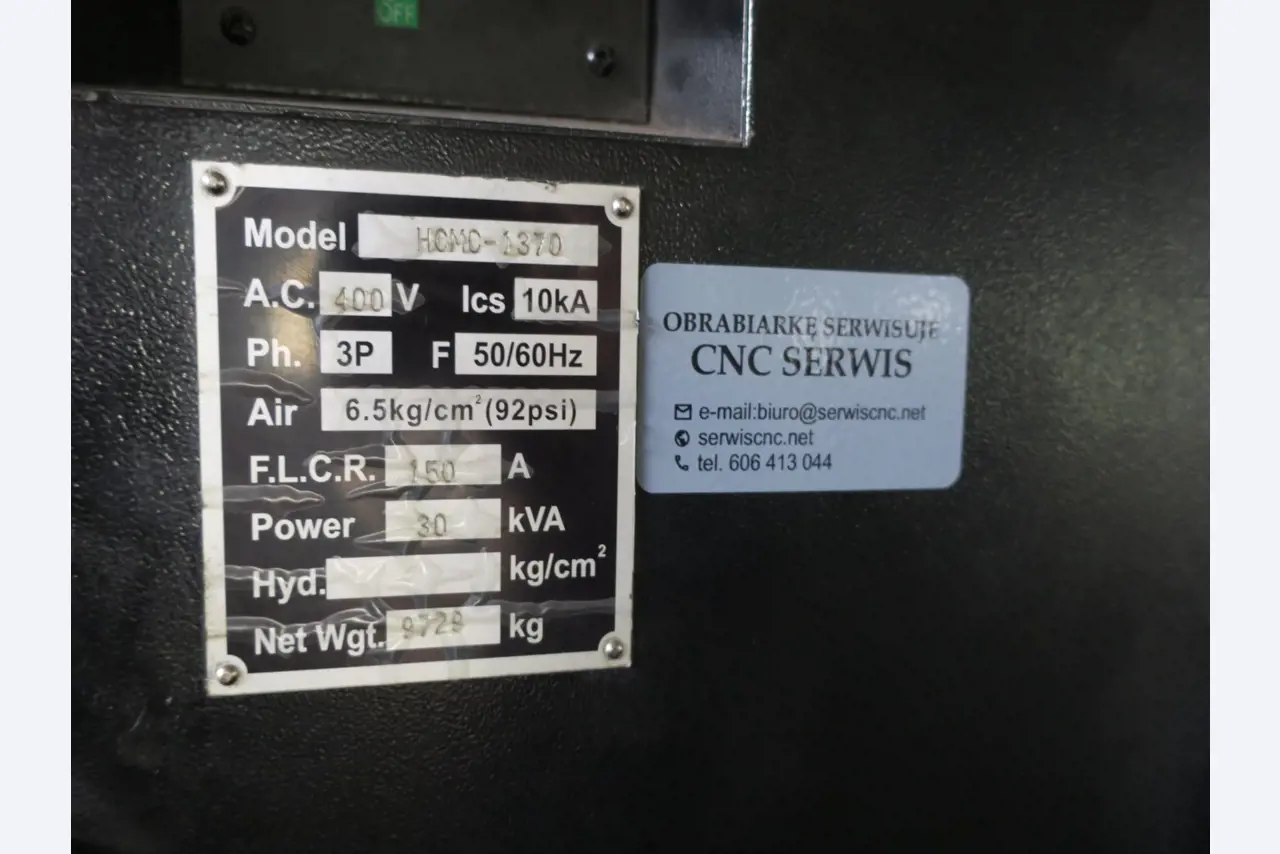 OFF
Model HCMC-1370
A.C. 400 V Ics 10kA
Ph. 3P F 50/60Hz
Air 6.5kg/cm²(92psi)
F.L.C.R. 150 A
Power 30 kVA
Hyd. kg/cm²
Net Wgt. kg
OBRABIARKĘ SERWISUJE
CNC SERWIS
e-mail:biuro@serwiscnc.net
serwiscnc.net
tel. 606 413 044